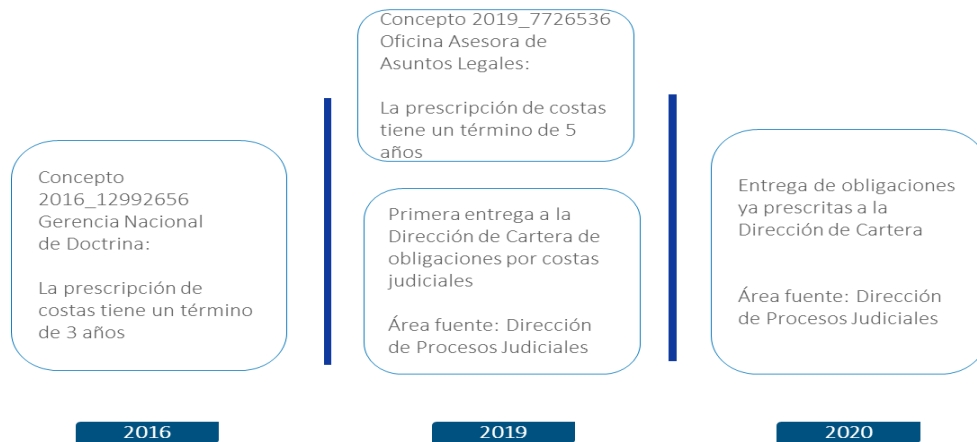 Concepto
2016_12992656
Gerencia Nacional
de Doctrina:
La prescripción de
costas tiene un término
de 3 años
2016
Concepto 2019_7726536
Oficina Asesora de
Asuntos Legales:
La prescripción de costas
tiene un término de 5
años
Primera entrega a la
Dirección de Cartera de
obligaciones por costas
judiciales
Área fuente: Dirección
de Procesos Judiciales
2019
Entrega de obligaciones
ya prescritas a la
Dirección de Cartera
Área fuente: Dirección
de Procesos Judiciales
2020